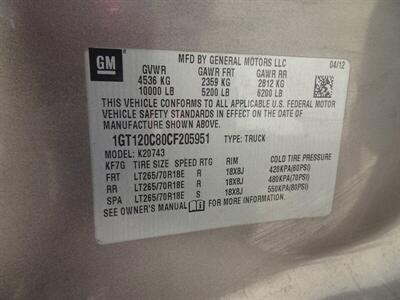 GM
MFD BY GENERAL MOTORS LLC 04/12
GVWR GAWR FRT GAWR RR
4536 KG 2359 KG 2812 KG
10000 LB 5200 LB 6200 LB
THIS VEHICLE CONFORMS TO ALL APPLICABLE U.S. FEDERAL MOTOR
VEHICLE SAFETY STANDARDS IN EFFECT ON THE DATE OF
MANUFACTURE SHOWN ABOVE.
1GT120C80CF205951 TYPE: TRUCK
MODEL: K20743
KF7G TIRE SIZE SPEED RTG RIM COLD TIRE PRESSURE
FRT LT265/70R18E R 18X8J 420KPA(60PSI)
RR LT265/70R18E R 18X8J 480KPA(70PSI)
SPA LT265/70R18E S 18X8J 550KPA(80PSI)
SEE OWNER'S MANUAL FOR MORE INFORMATION.